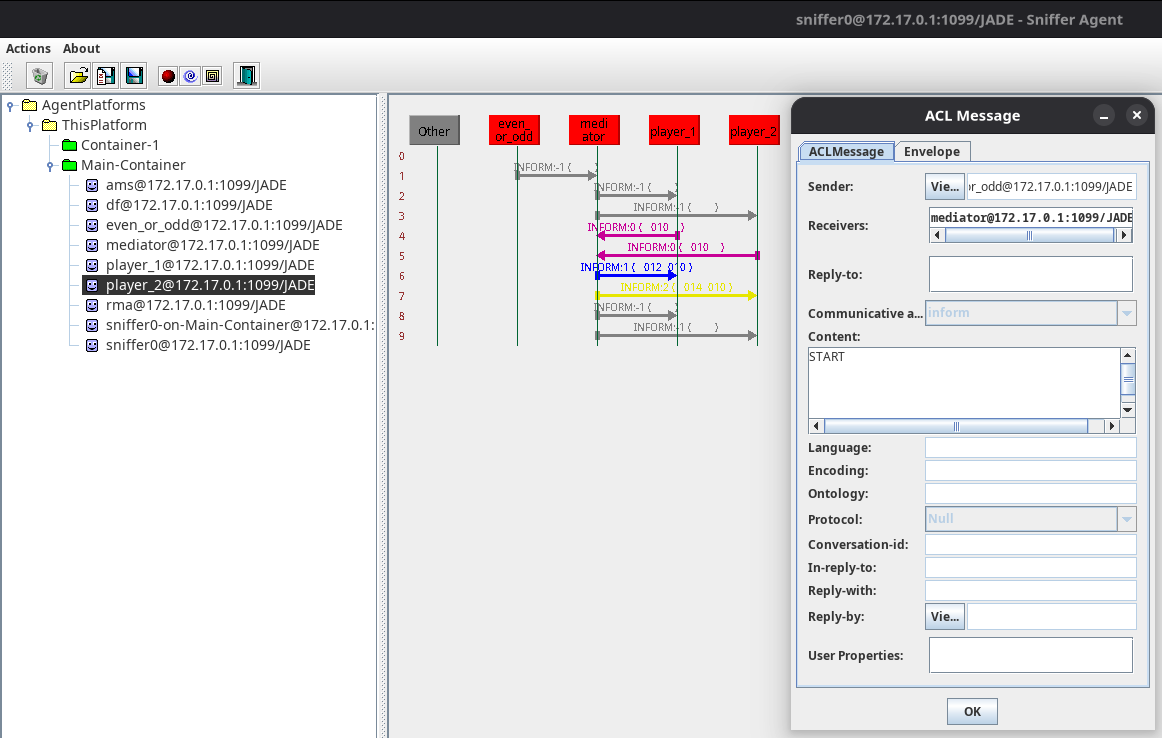 sniffer0@172.17.0.1:1099/JADE - Sniffer Agent
Actions About
AgentPlatforms
ThisPlatform
Container-1
Main-Container
ams@172.17.0.1:1099/JADE
df@172.17.0.1:1099/JADE
even_or_odd@172.17.0.1:1099/JADE
mediator@172.17.0.1:1099/JADE
player_1@172.17.0.1:1099/JADE
player_2@172.17.0.1:1099/JADE
rma@172.17.0.1:1099/JADE
sniffer0-on-Main-Container@172.17.0.1:
sniffer0@172.17.0.1:1099/JADE
Other
even_
or_odd
medi
ator
player_1
player_2
0
1 INFORM:-1 ( )
2 INFORM:-1 ( )
3 INFORM:-1 ( )
4 INFORM:0 ( 010 )
5 INFORM:0 ( 010 )
6 INFORM:1 ( 012 010 )
7 INFORM:2 ( 014 010 )
8 INFORM:-1 ( )
9 INFORM:-1 ( )
ACL Message
ACLMessage Envelope
Sender: Vie... or_odd@172.17.0.1:1099/JADE
Receivers: mediator@172.17.0.1:1099/JADE
Reply-to:
Communicative a... inform
Content:
START
Language:
Encoding:
Ontology:
Protocol: Null
Conversation-id:
In-reply-to:
Reply-with:
Reply-by: Vie...
User Properties:
OK